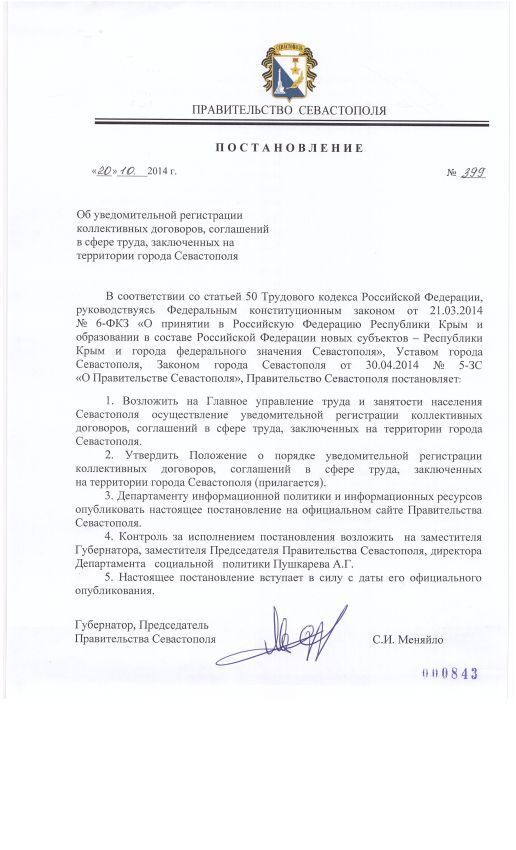 СЕВАСТОПОЛЬ
ПРАВИТЕЛЬСТВО СЕВАСТОПОЛЯ
ПОСТАНОВЛЕНИЕ
«20» 10. 2014 г. № 399
Об уведомительной регистрации
коллективных договоров, соглашений
в сфере труда, заключенных на
территории города Севастополя
В соответствии со статьей 50 Трудового кодекса Российской Федерации,
руководствуясь Федеральным конституционным законом от 21.03.2014
№ 6-ФКЗ «О принятии в Российскую Федерацию Республики Крым и
образовании в составе Российской Федерации новых субъектов – Республики
Крым и города федерального значения Севастополя», Уставом города
Севастополя, Законом города Севастополя от 30.04.2014 № 5-ЗС
«О Правительстве Севастополя», Правительство Севастополя постановляет:
1. Возложить на Главное управление труда и занятости населения
Севастополя осуществление уведомительной регистрации коллективных
договоров, соглашений в сфере труда, заключенных на территории города
Севастополя.
2. Утвердить Положение о порядке уведомительной регистрации
коллективных договоров, соглашений в сфере труда, заключенных
на территории города Севастополя (прилагается).
3. Департаменту информационной политики и информационных ресурсов
опубликовать настоящее постановление на официальном сайте Правительства
Севастополя.
4. Контроль за исполнением постановления возложить на заместителя
Губернатора, заместителя Председателя Правительства Севастополя, директора
Департамента социальной политики Пушкарева А.Г.
5. Настоящее постановление вступает в силу с даты его официального
опубликования.
Губернатор, Председатель
Правительства Севастополя С.И. Меняйло
000843